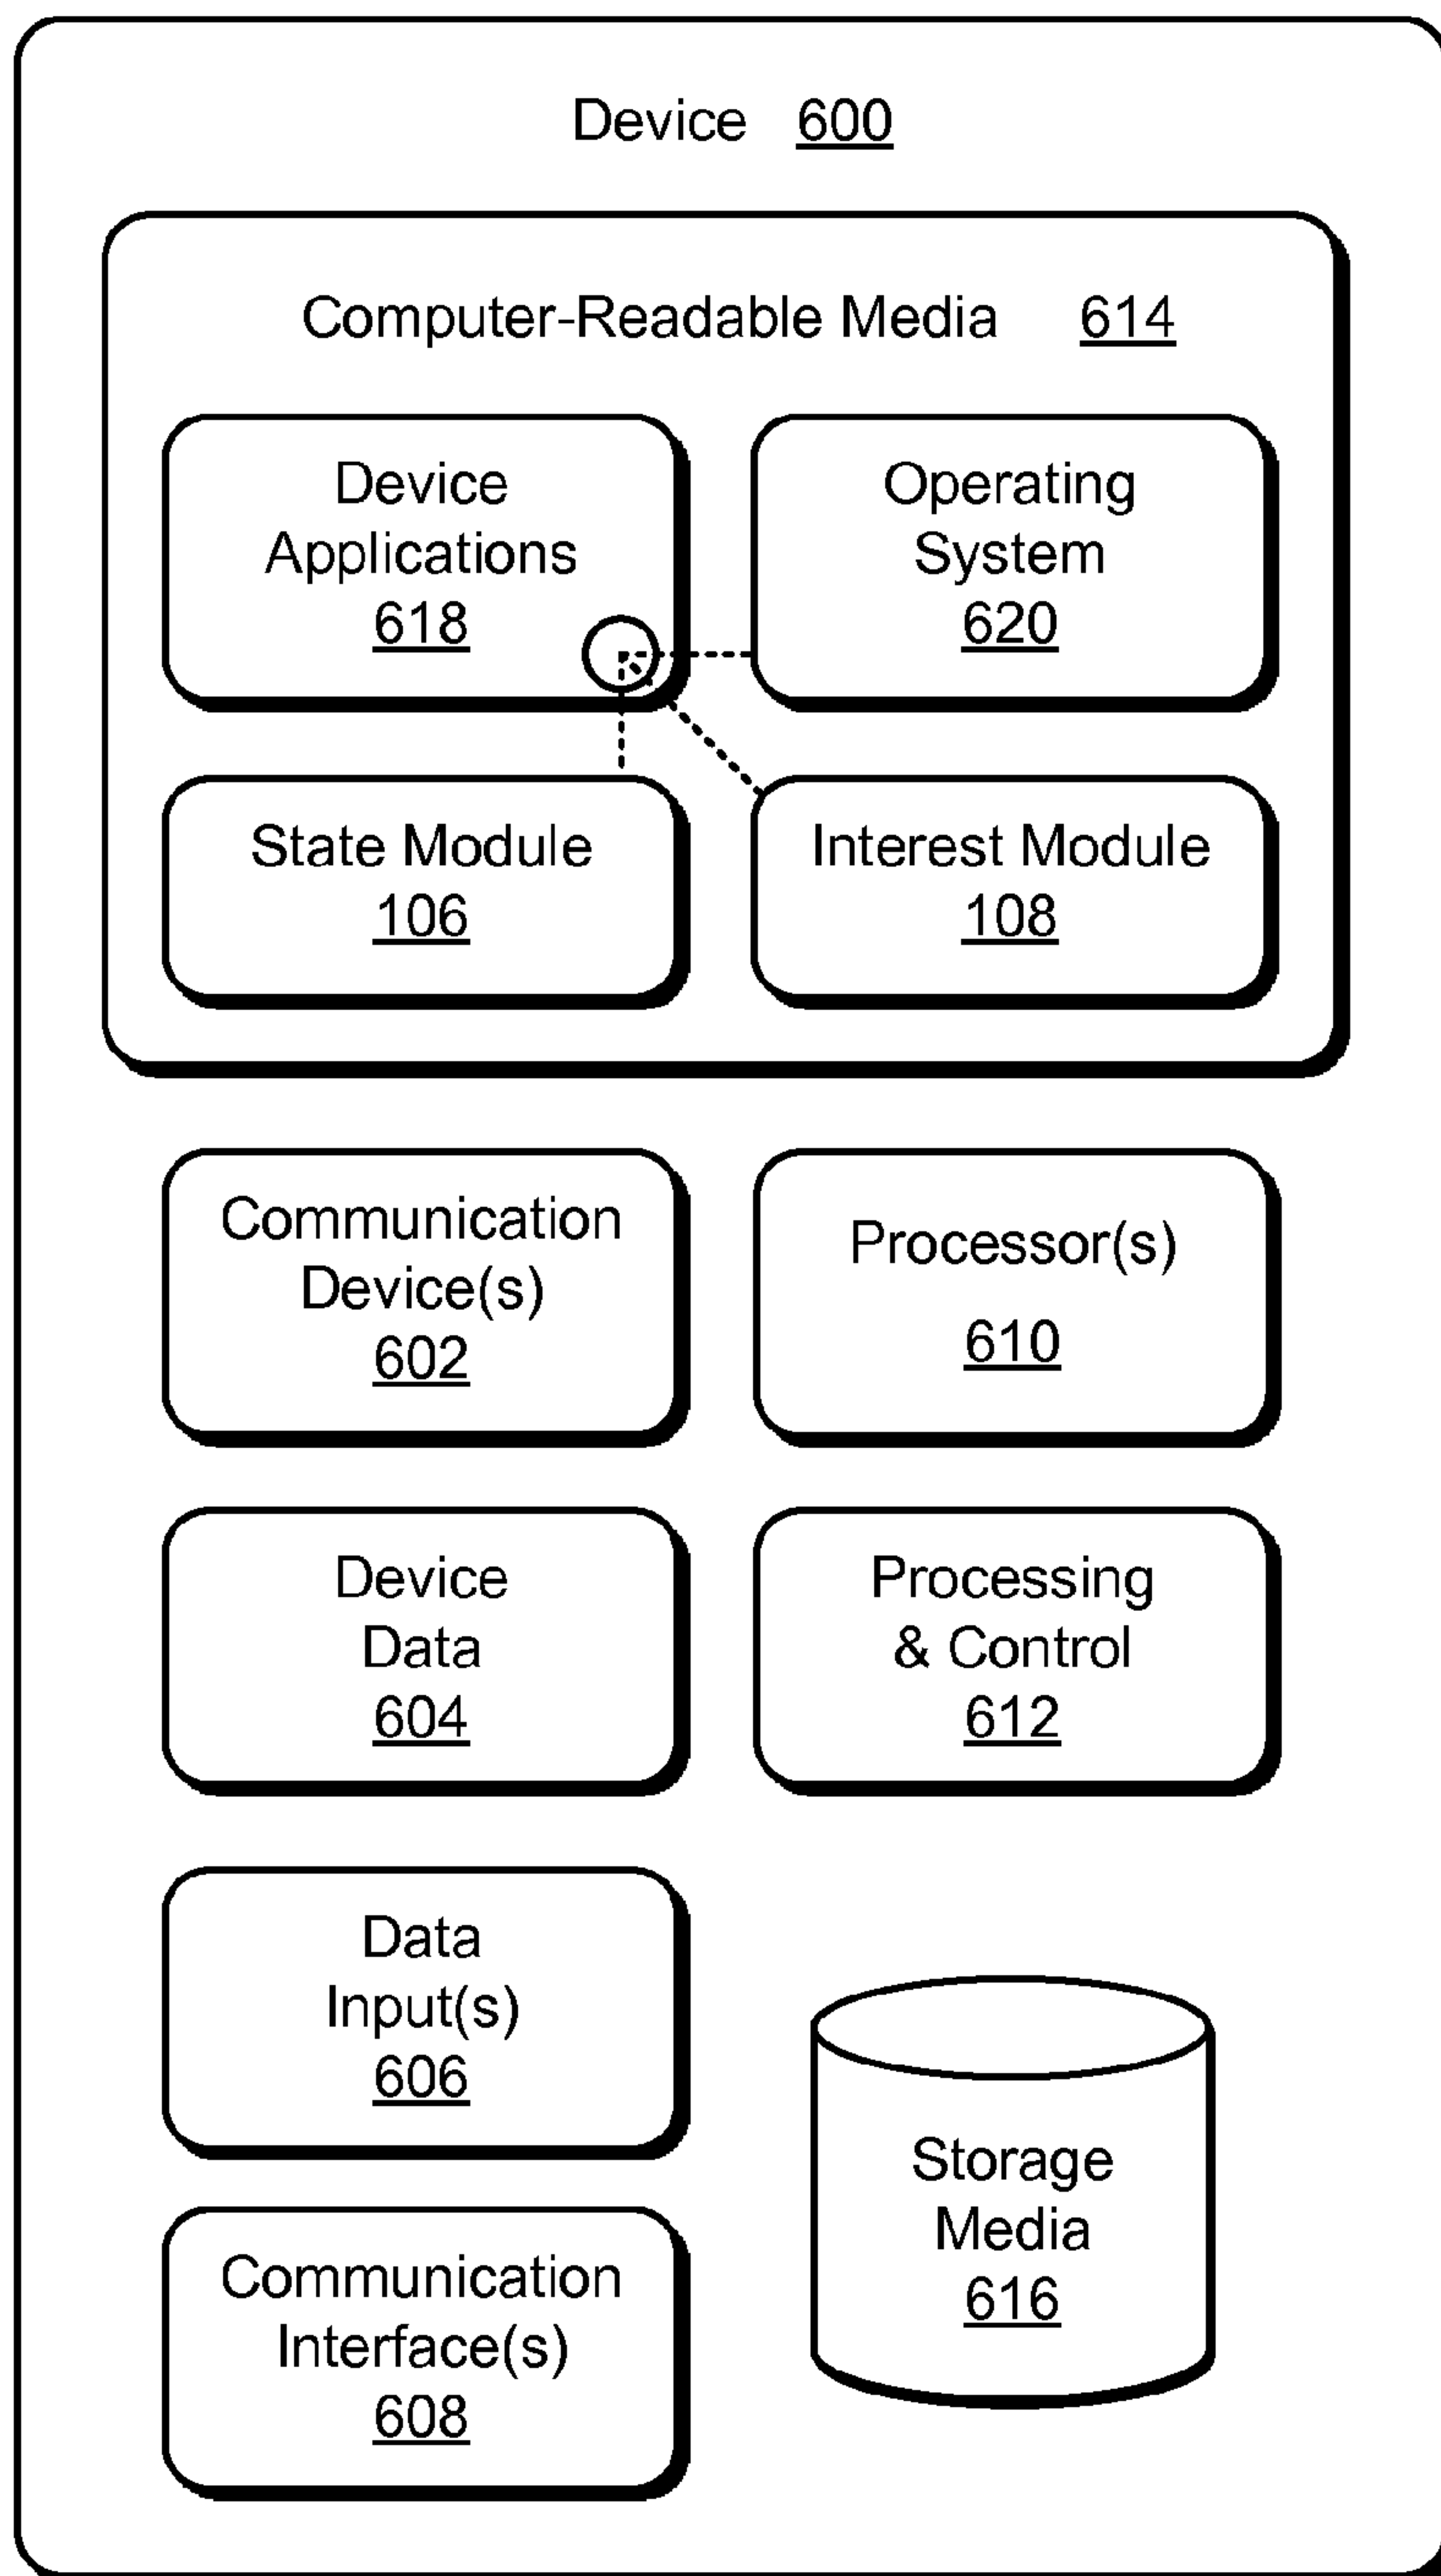 Device 600
Computer-Readable Media 614
Device
Applications
618
Operating
System
620
State Module
106
Interest Module
108
Communication
Device(s)
602
Processor(s)
610
Device
Data
604
Processing
& Control
612
Data
Input(s)
606
Storage
Media
616
Communication
Interface(s)
608